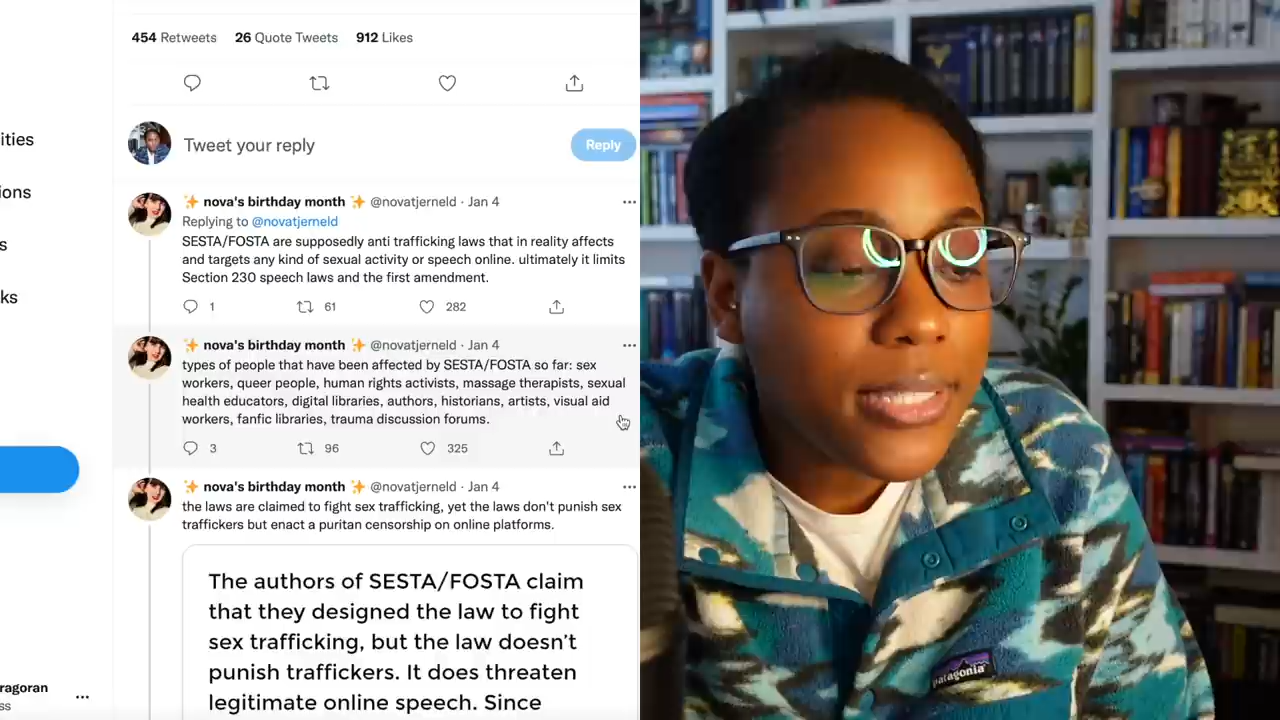 454 Retweets 26 Quote Tweets 912 Likes
ities
ions
s
ks
Tweet your reply
Reply
✨ nova's birthday month ✨ @novatjerneld · Jan 4
Replying to @novatjerneld
SESTA/FOSTA are supposedly anti trafficking laws that in reality affects
and targets any kind of sexual activity or speech online. ultimately it limits
Section 230 speech laws and the first amendment.
1 61 282
✨ nova's birthday month ✨ @novatjerneld · Jan 4
types of people that have been affected by SESTA/FOSTA so far: sex
workers, queer people, human rights activists, massage therapists, sexual
health educators, digital libraries, authors, historians, artists, visual aid
workers, fanfic libraries, trauma discussion forums.
3 96 325
✨ nova's birthday month ✨ @novatjerneld · Jan 4
the laws are claimed to fight sex trafficking, yet the laws don't punish sex
traffickers but enact a puritan censorship on online platforms.
The authors of SESTA/FOSTA claim
that they designed the law to fight
sex trafficking, but the law doesn't
punish traffickers. It does threaten
legitimate online speech. Since
ragoran
ss
patagonia